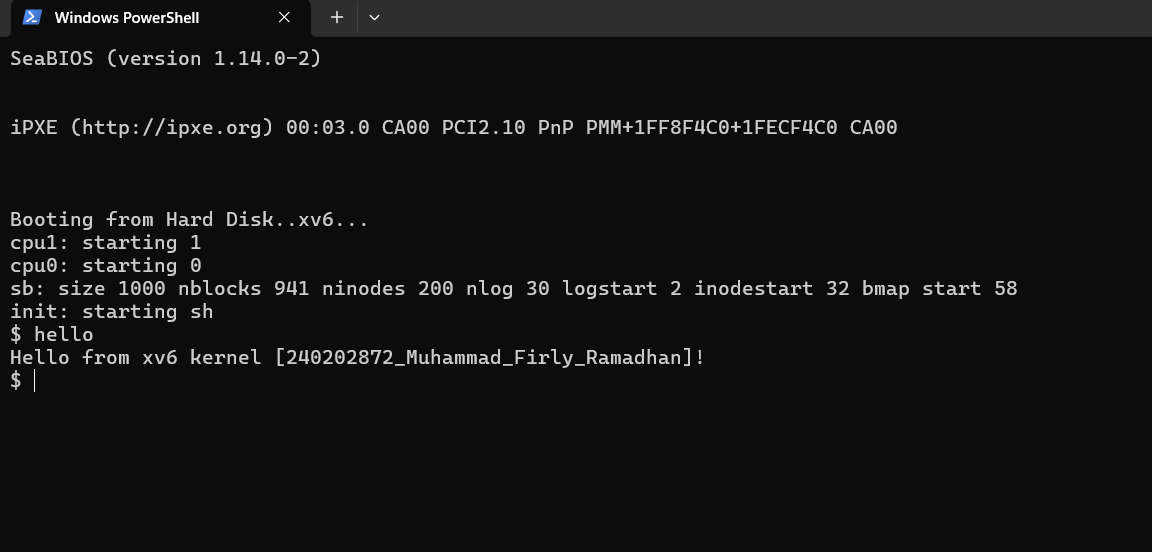 Windows PowerShell
SeaBIOS (version 1.14.0-2)
iPXE (http://ipxe.org) 00:03.0 CA00 PCI2.10 PnP PMM+1FF8F4C0+1FECF4C0 CA00
Booting from Hard Disk..xv6...
cpu1: starting 1
cpu0: starting 0
sb: size 1000 nblocks 941 ninodes 200 nlog 30 logstart 2 inodestart 32 bmap start 58
init: starting sh
$ hello
Hello from xv6 kernel [240202872_Muhammad_Firly_Ramadhan]!
$